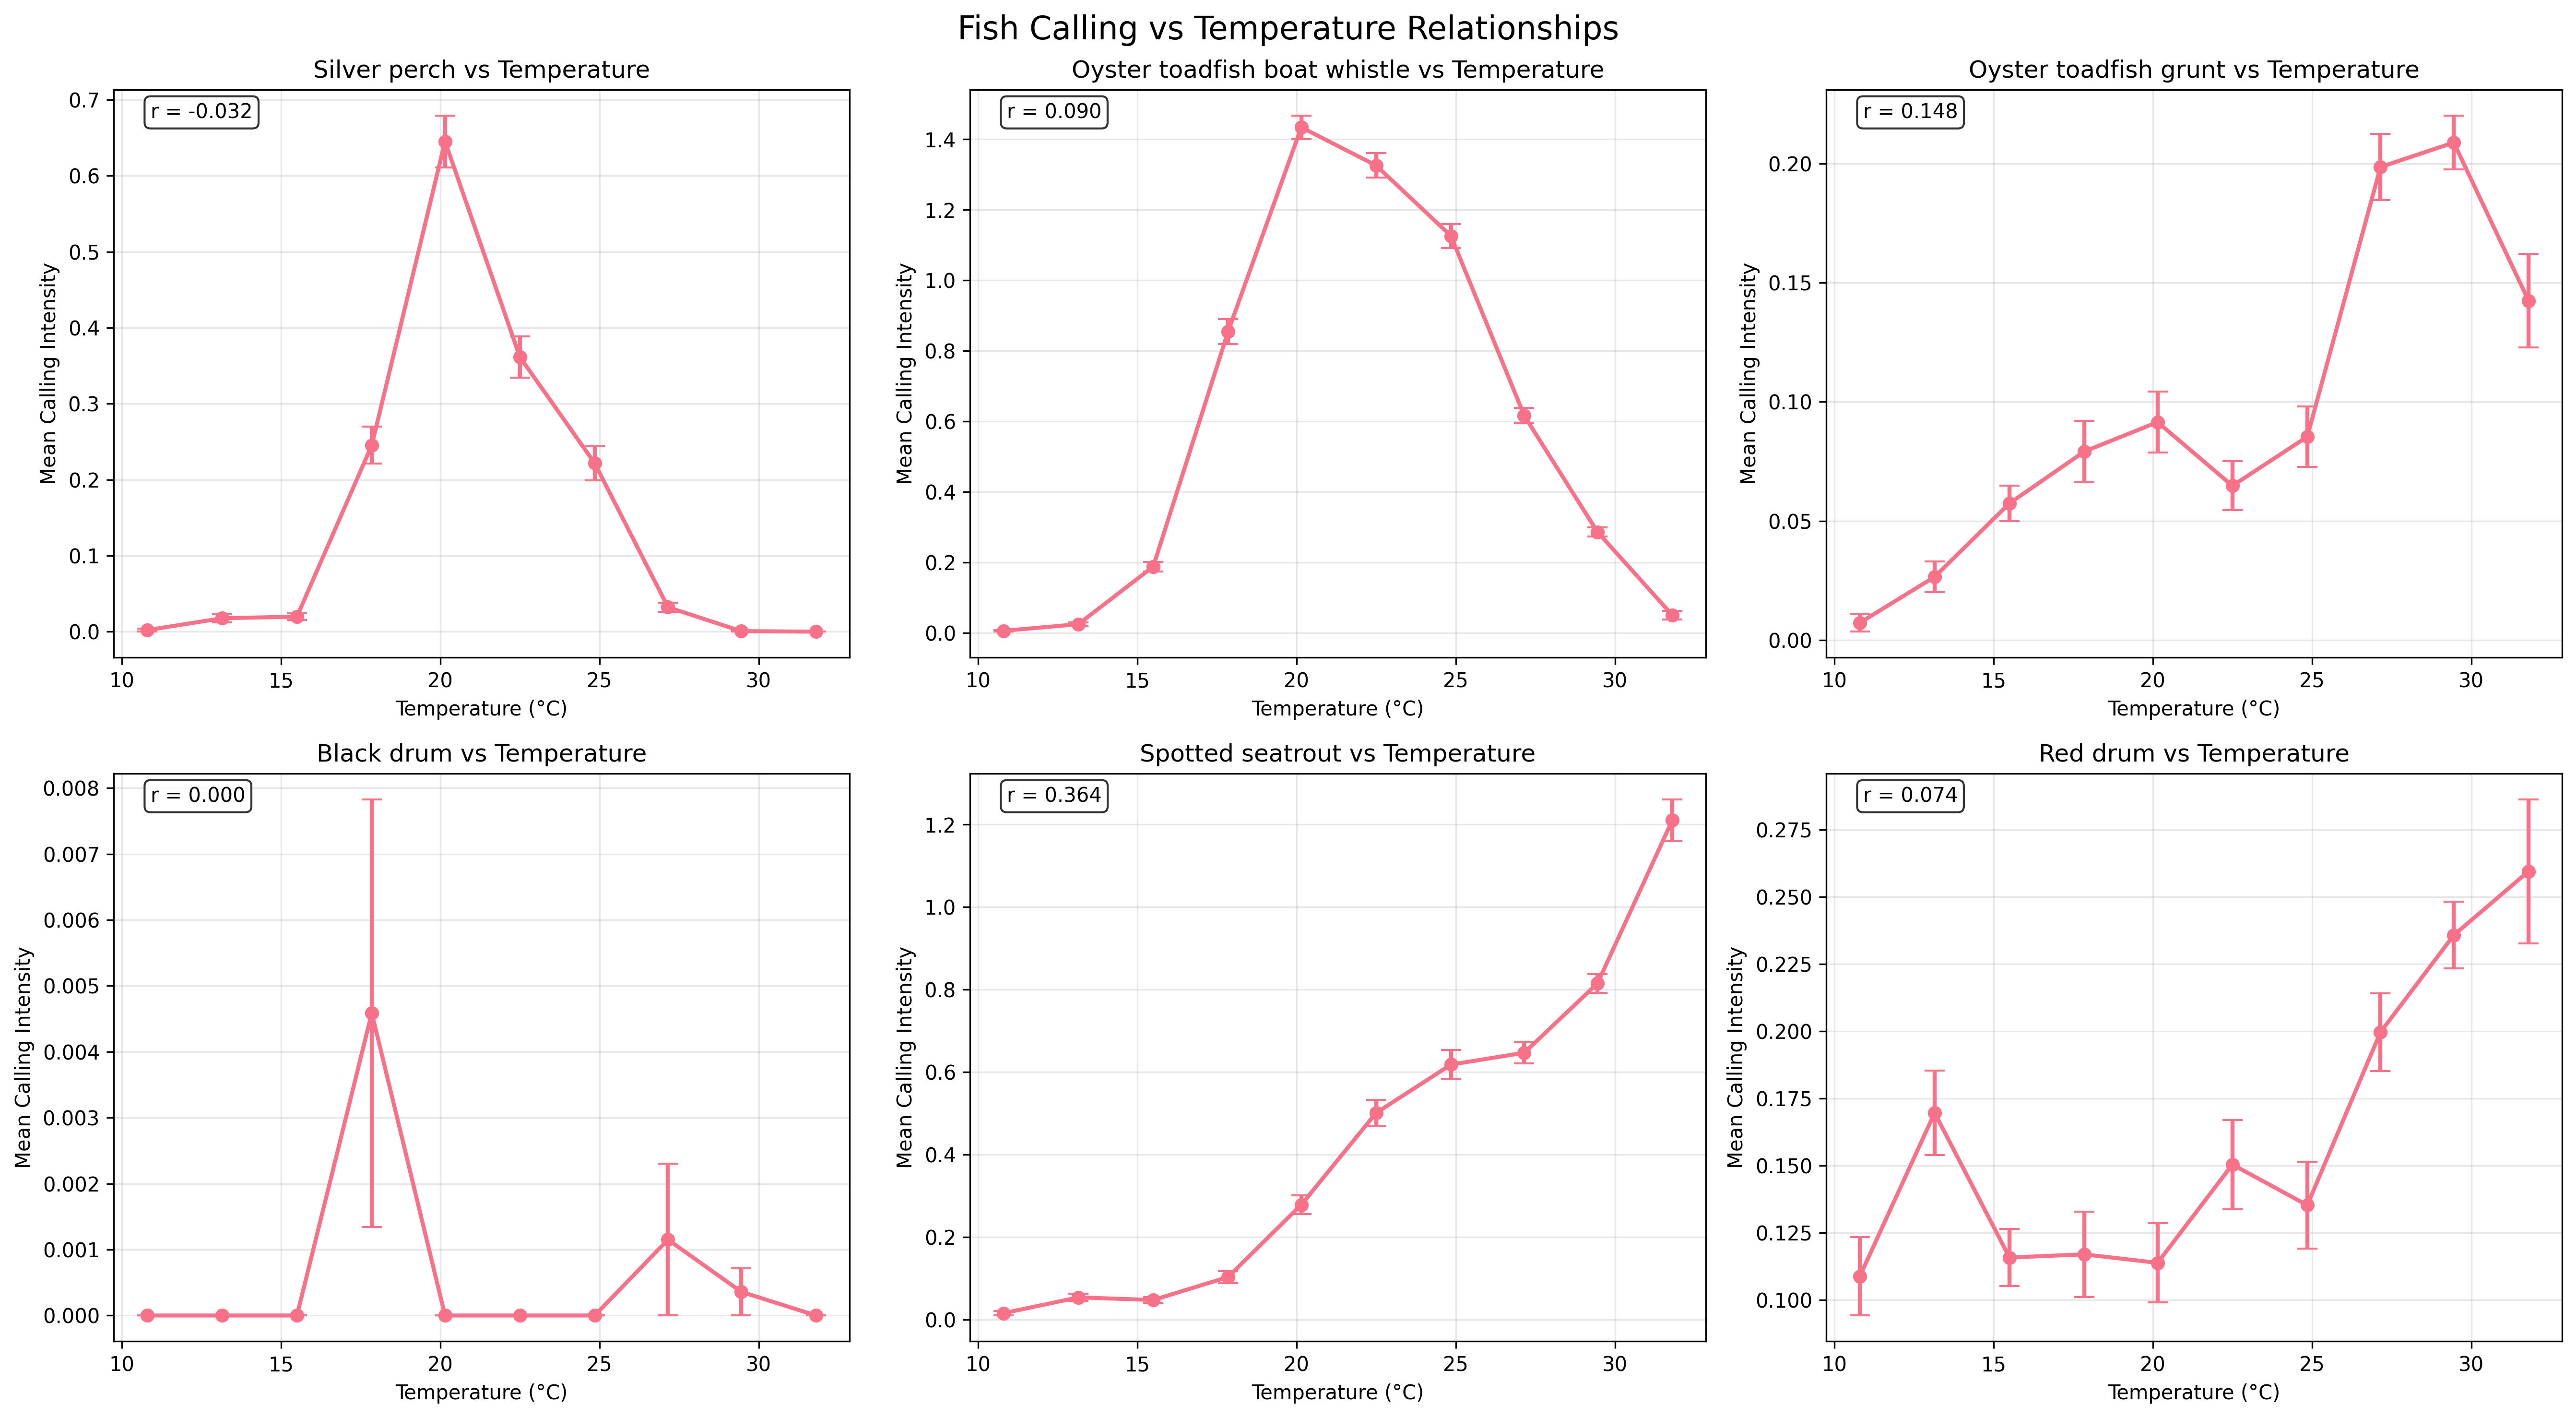 Fish Calling vs Temperature Relationships
Silver perch vs Temperature
r = -0.032
Mean Calling Intensity
0.7
0.6
0.5
0.4
0.3
0.2
0.1
0.0
10 15 20 25 30
Temperature (°C)
Oyster toadfish boat whistle vs Temperature
r = 0.090
Mean Calling Intensity
1.4
1.2
1.0
0.8
0.6
0.4
0.2
0.0
10 15 20 25 30
Temperature (°C)
Oyster toadfish grunt vs Temperature
r = 0.148
Mean Calling Intensity
0.20
0.15
0.10
0.05
0.00
10 15 20 25 30
Temperature (°C)
Black drum vs Temperature
r = 0.000
Mean Calling Intensity
0.008
0.007
0.006
0.005
0.004
0.003
0.002
0.001
0.000
10 15 20 25 30
Temperature (°C)
Spotted seatrout vs Temperature
r = 0.364
Mean Calling Intensity
1.2
1.0
0.8
0.6
0.4
0.2
0.0
10 15 20 25 30
Temperature (°C)
Red drum vs Temperature
r = 0.074
Mean Calling Intensity
0.275
0.250
0.225
0.200
0.175
0.150
0.125
0.100
10 15 20 25 30
Temperature (°C)